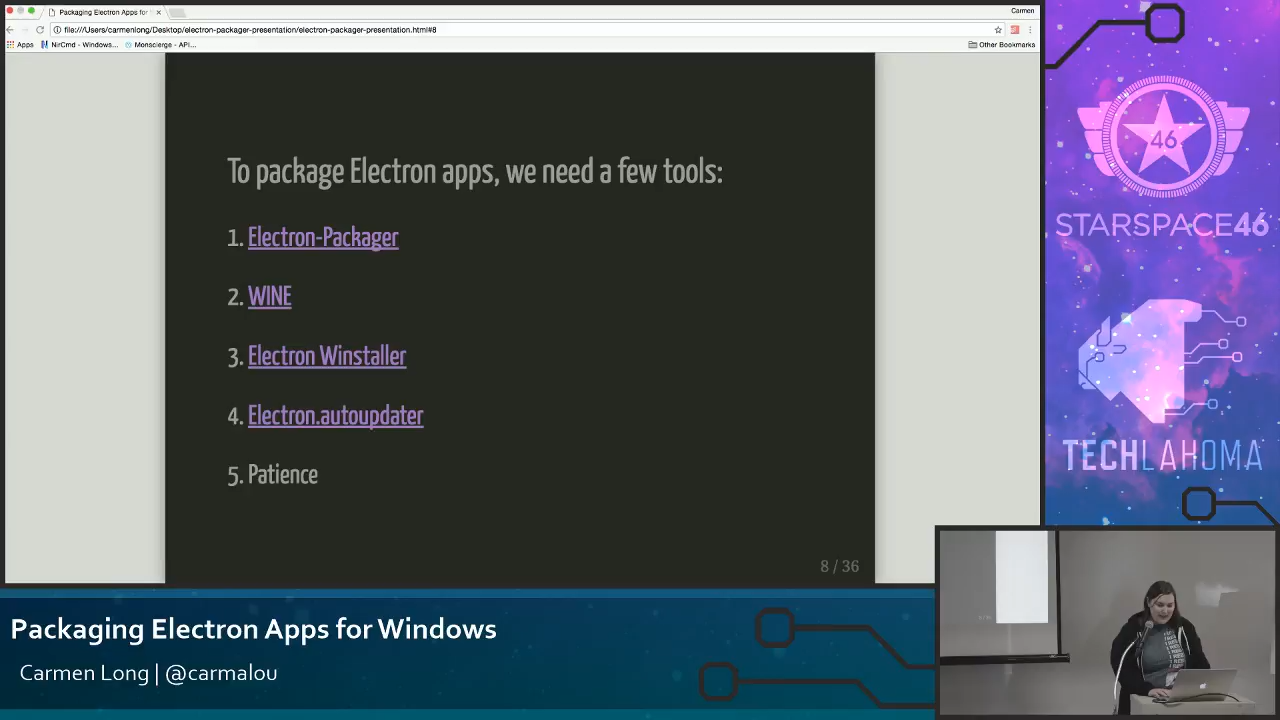 Packaging Electron Apps for
Carmen
file:///Users/carmenlong/Desktop/electron-packager-presentation/electron-packager-presentation.html#8
Apps
NirCmd - Windows...
Monscierge - API...
Other Bookmarks
To package Electron apps, we need a few tools:
1. Electron-Packager
2. WINE
3. Electron Winstaller
4. Electron.autoupdater
5. Patience
8 / 36
46
STARSPACE46
TECHLAHOMA
Packaging Electron Apps for Windows
Carmen Long | @carmalou